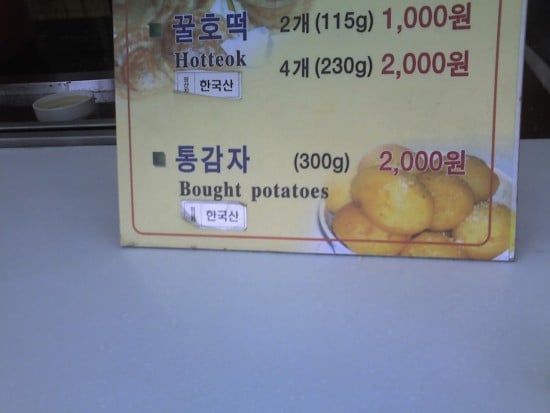 꿀호떡 2개 (115g) 1,000원
Hotteok 4개 (230g) 2,000원
한국산
통감자 (300g) 2,000원
Bought potatoes
한국산